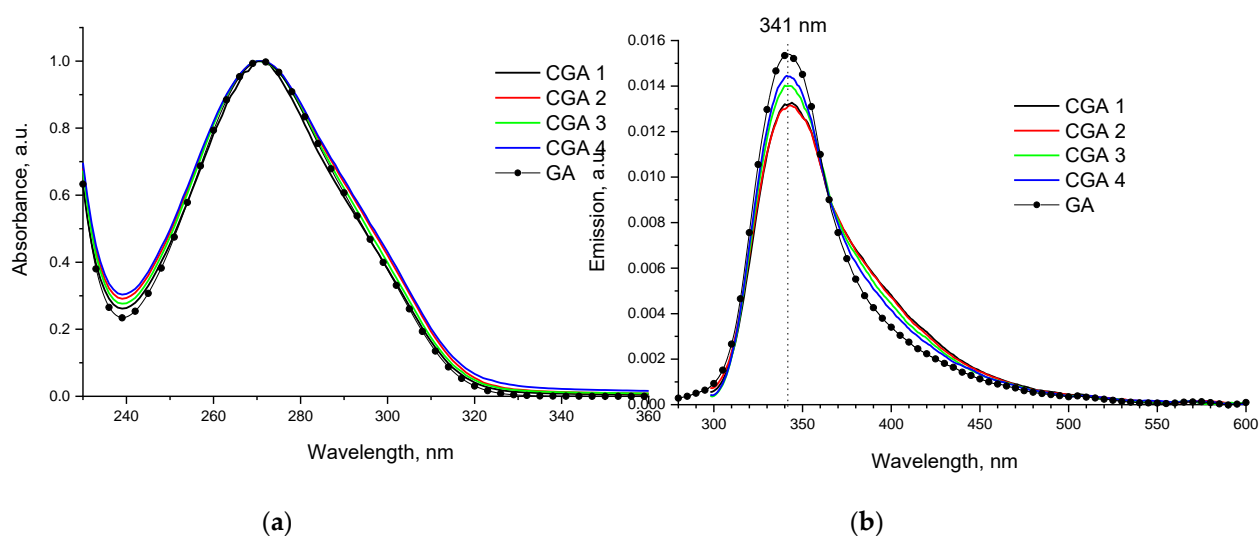 1.0
0.8
0.6
0.4
0.2
0.0
Absorbance, a.u.
240 260 280 300 320 340 360
Wavelength, nm
CGA 1
CGA 2
CGA 3
CGA 4
GA
(a)
341 nm
0.016
0.014
0.012
0.010
0.008
0.006
0.004
0.002
0.000
Emission, a.u.
300 350 400 450 500 550 600
Wavelength, nm
CGA 1
CGA 2
CGA 3
CGA 4
GA
(b)